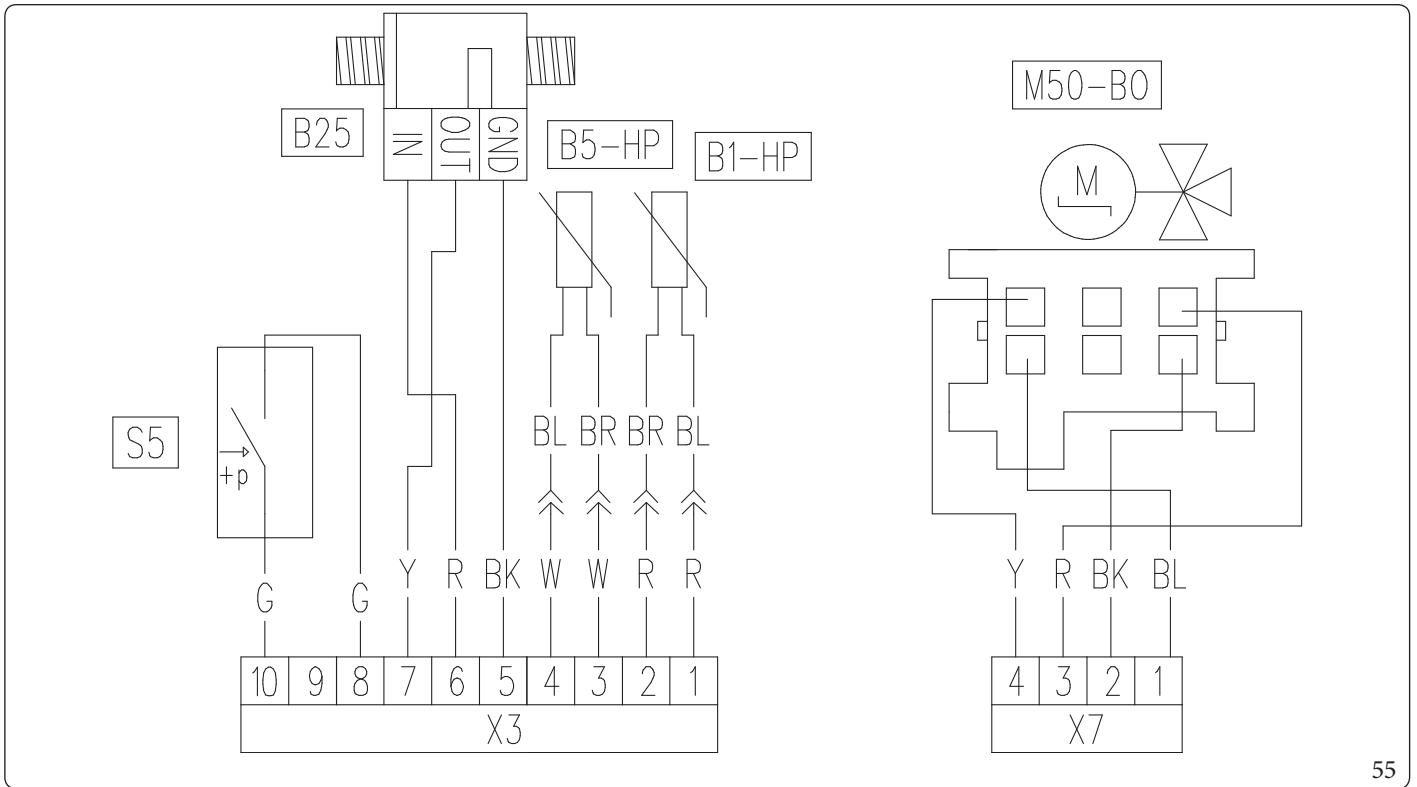 M50-BO
B25
IN
OUT
GND
B5-HP
B1-HP
M
S5
+p
BL BR BR BL
G G Y R BK W W R R
Y R BK BL
10 9 8 7 6 5 4 3 2 1
X3
4 3 2 1
X7
55